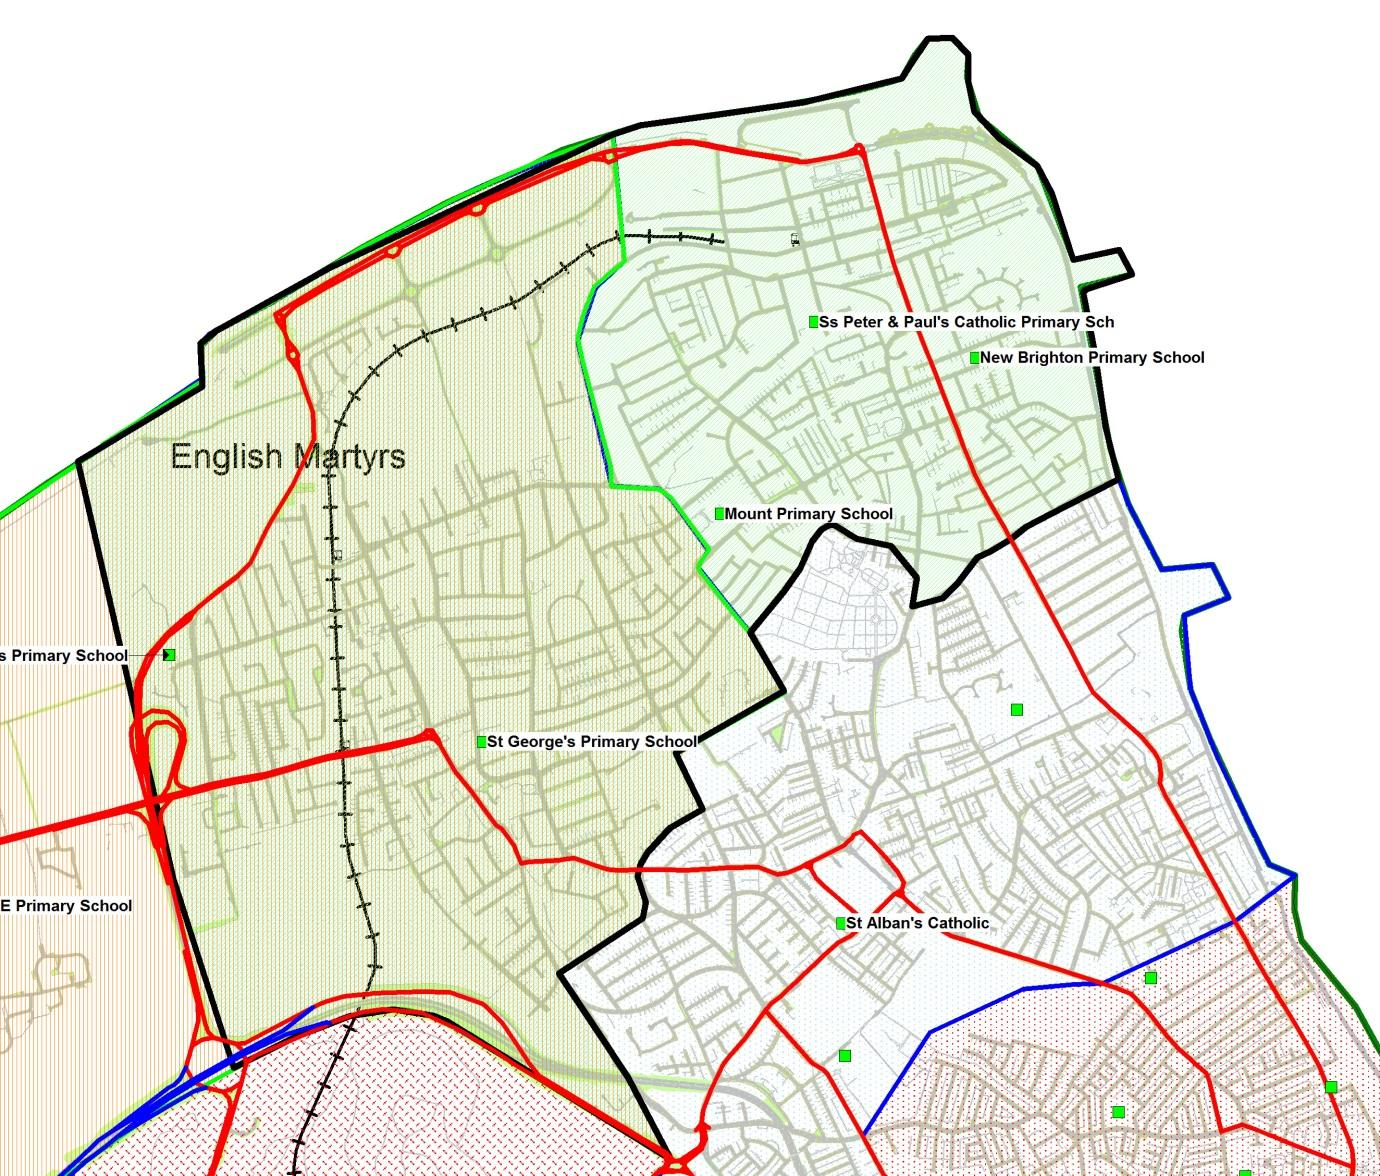 Ss Peter & Paul's Catholic Primary Sch
New Brighton Primary School
English Martyrs
Mount Primary School
s Primary School
St George's Primary School
E Primary School
St Alban's Catholic